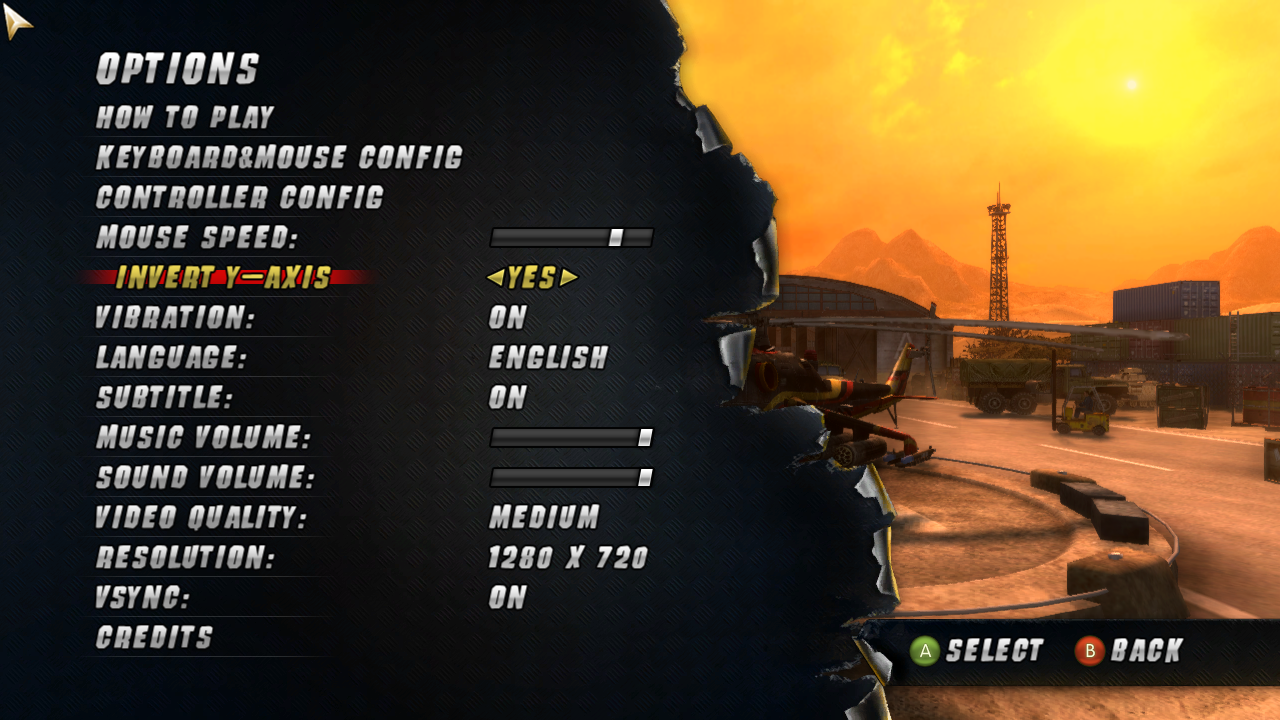 OPTIONS
HOW TO PLAY
KEYBOARD&MOUSE CONFIG
CONTROLLER CONFIG
MOUSE SPEED:
INVERT Y-AXIS YES
VIBRATION: ON
LANGUAGE: ENGLISH
SUBTITLE: ON
MUSIC VOLUME:
SOUND VOLUME:
VIDEO QUALITY: MEDIUM
RESOLUTION: 1280 X 720
VSYNC: ON
CREDITS
A SELECT B BACK